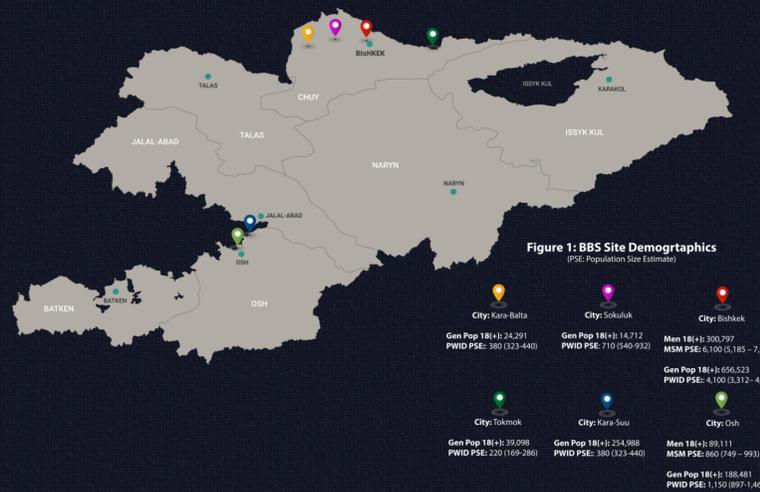 BIsHKEK
TALAS
ISSYK KUL
KARAKOL
CHUY
JALAL-ABAD
TALAS
ISSYK KUL
NARYN
NARYN
JALAL-ABAD
OSH
BATKEN
BATKEN
OSH
Figure 1: BBS Site Demogrtaphics
(PSE: Population Size Estimate)
City: Kara-Balta
Gen Pop 18(+): 24,291
PWID PSE:: 380 (323-440)
City: Sokuluk
Gen Pop 18(+): 14,712
PWID PSE: 710 (540-932)
City: Bishkek
Men 18(+): 300,797
MSM PSE: 6,100 (5,185 – 7,
Gen Pop 18(+): 656,523
PWID PSE:: 4,100 (3,312– 4,
City: Tokmok
Gen Pop 18(+): 39,098
PWID PSE: 220 (169-286)
City: Kara-Suu
Gen Pop 18(+): 254,988
PWID PSE:: 380 (323-440)
City: Osh
Men 18(+): 89,111
MSM PSE: 860 (749 – 993)
Gen Pop 18(+): 188,481
PWID PSE: 1,150 (897-1,46